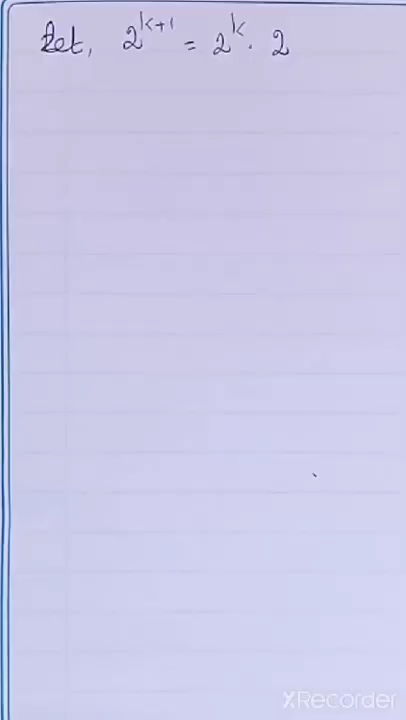 Let, 2^{k+1} = 2^k . 2
XRecorder